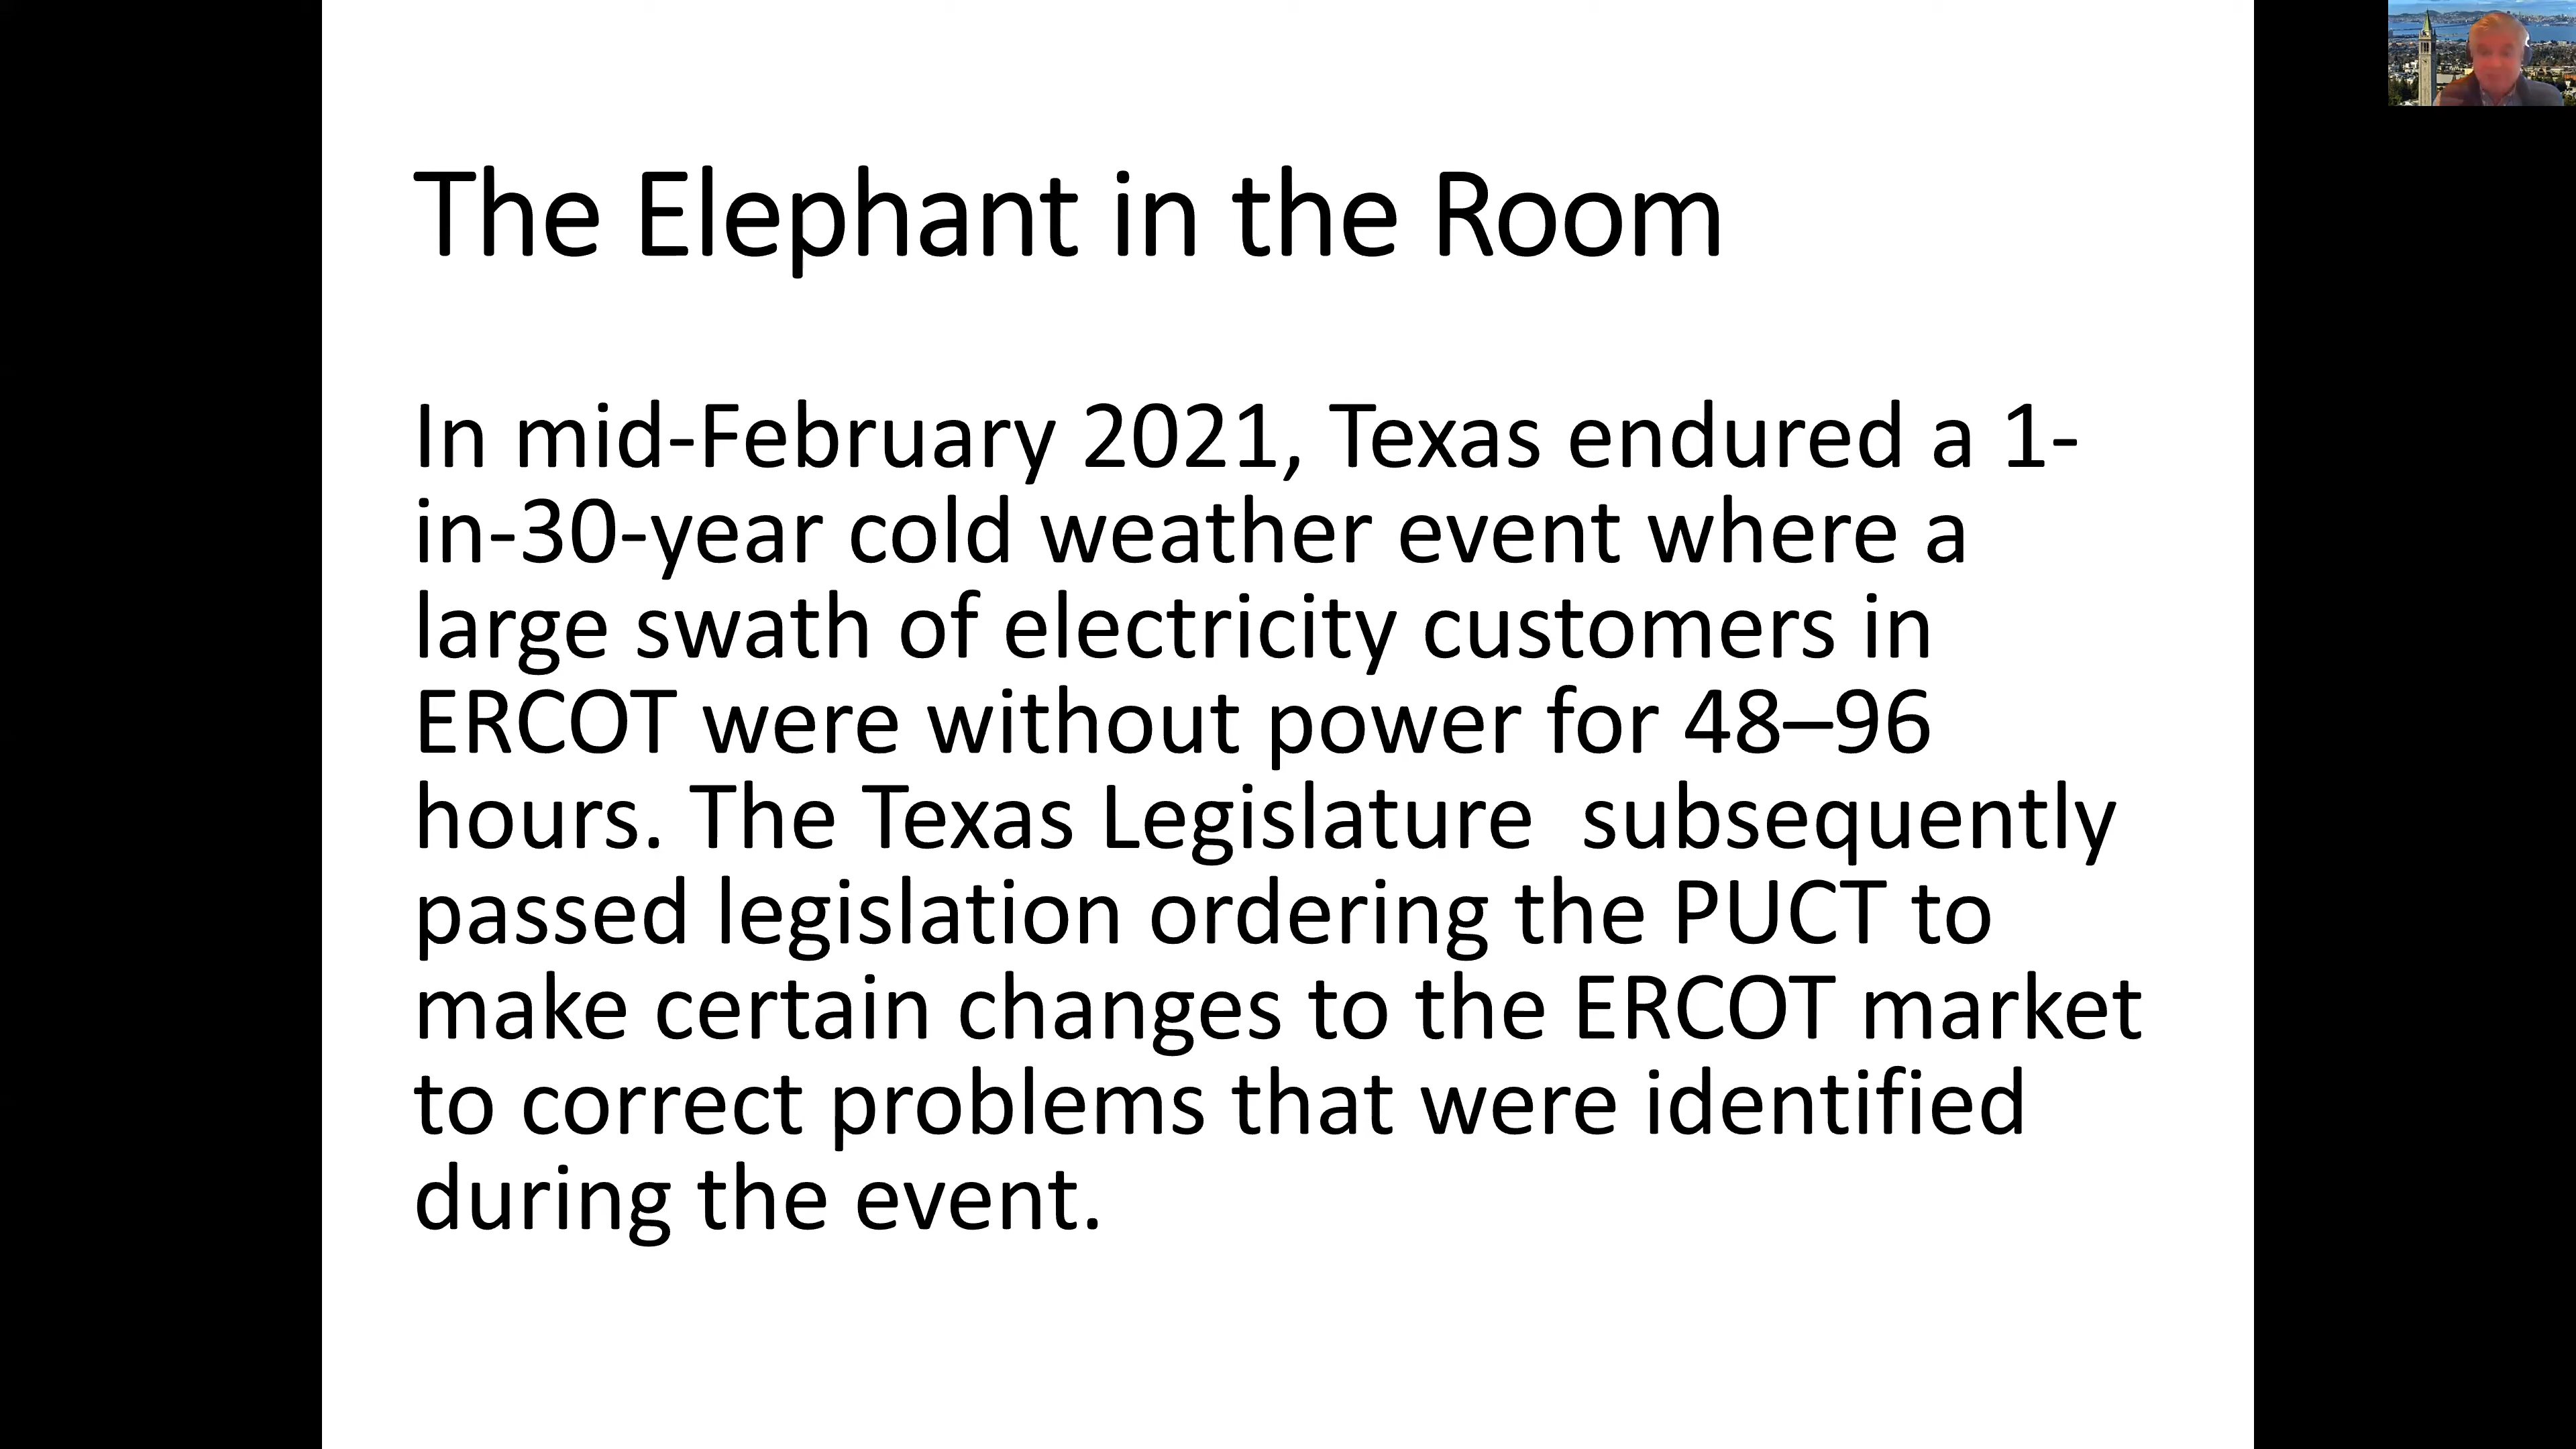 The Elephant in the Room
In mid-February 2021, Texas endured a 1-
in-30-year cold weather event where a
large swath of electricity customers in
ERCOT were without power for 48–96
hours. The Texas Legislature  subsequently
passed legislation ordering the PUCT to
make certain changes to the ERCOT market
to correct problems that were identified
during the event.